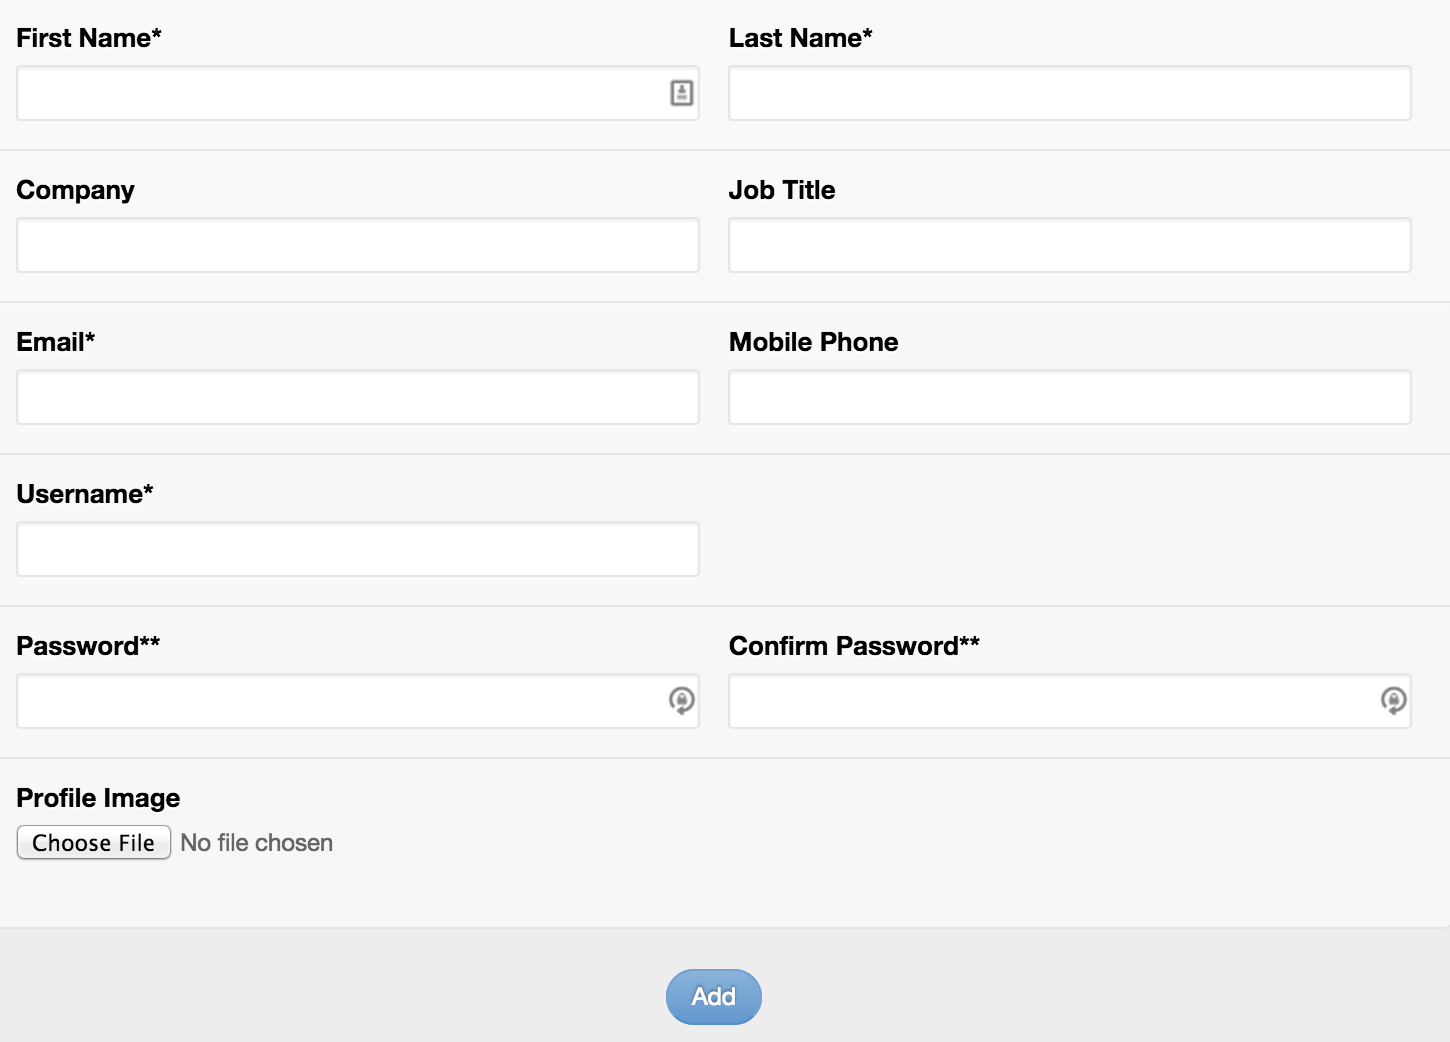 First Name* Last Name*
Company Job Title
Email* Mobile Phone
Username*
Password** Confirm Password**
Profile Image
Choose File No file chosen
Add